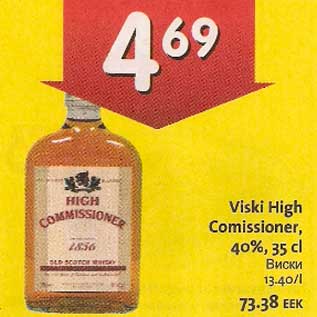 4 69
HIGH
COMMISSIONER
1856
OLD SCOTCH WHISKY
Viski High
Comissioner,
40%, 35 cl
Виски
13.40/l
73.38 EEK